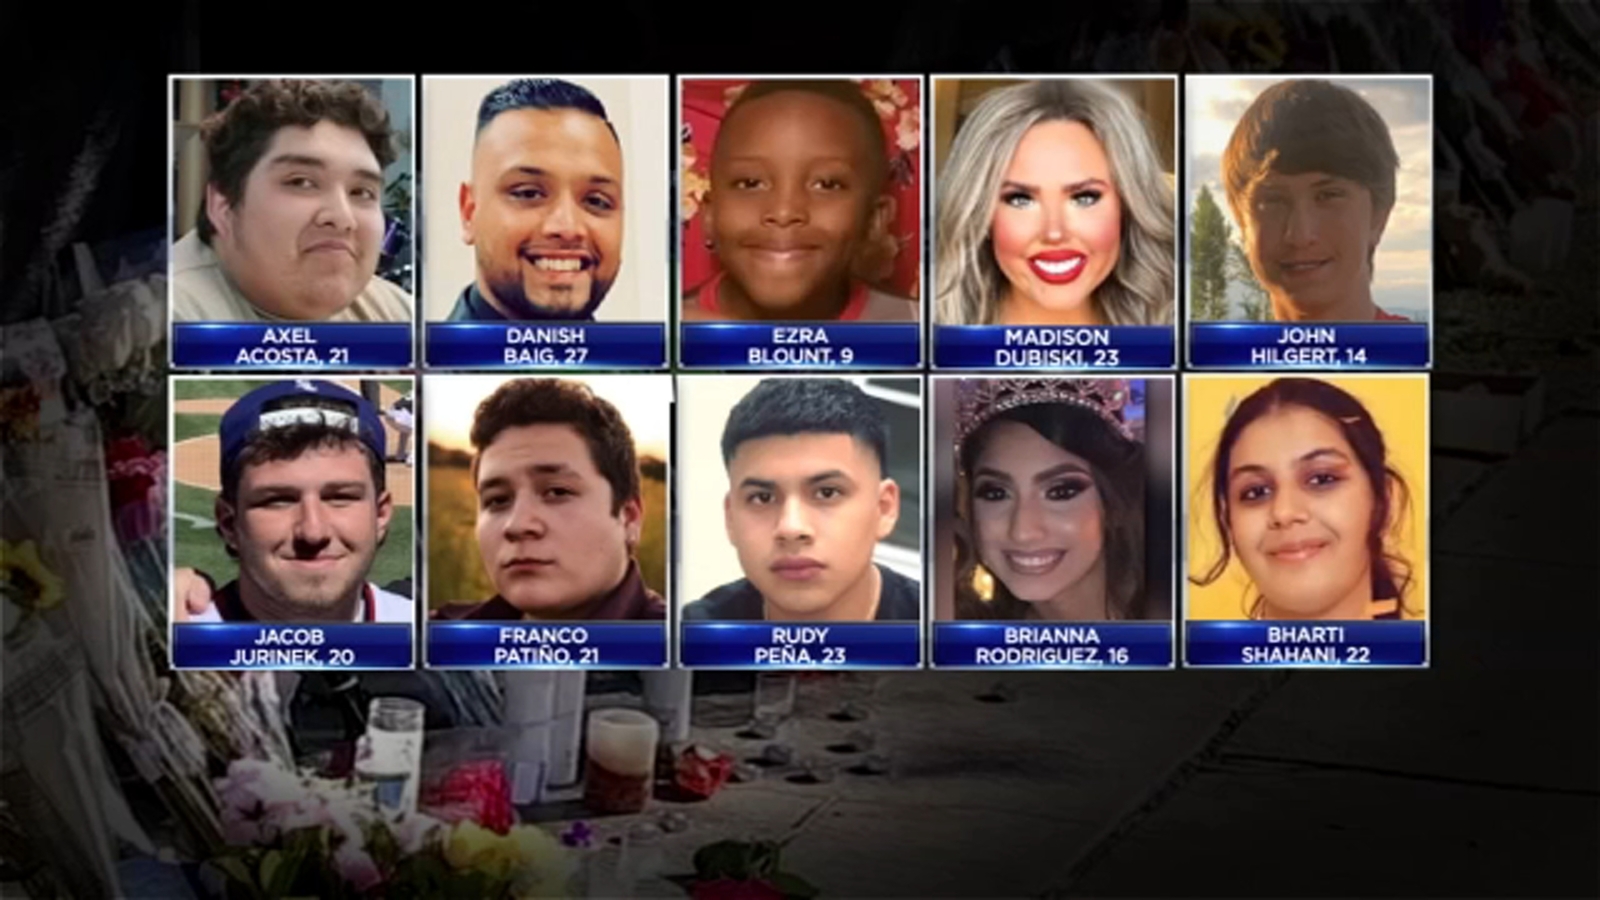 AXEL
ACOSTA, 21
DANISH
BAIG, 27
EZRA
BLOUNT, 9
MADISON
DUBISKI, 23
JOHN
HILGERT, 14
JACOB
JURINEK, 20
FRANCO
PATIÑO, 21
RUDY
PEÑA, 23
BRIANNA
RODRIGUEZ, 16
BHARTI
SHAHANI, 22